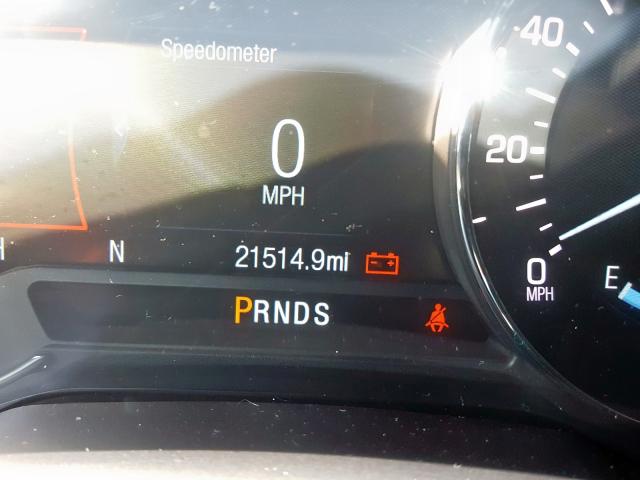 Speedometer
40
0
MPH
20
H N 21514.9mi
0
MPH
E
PRNDS